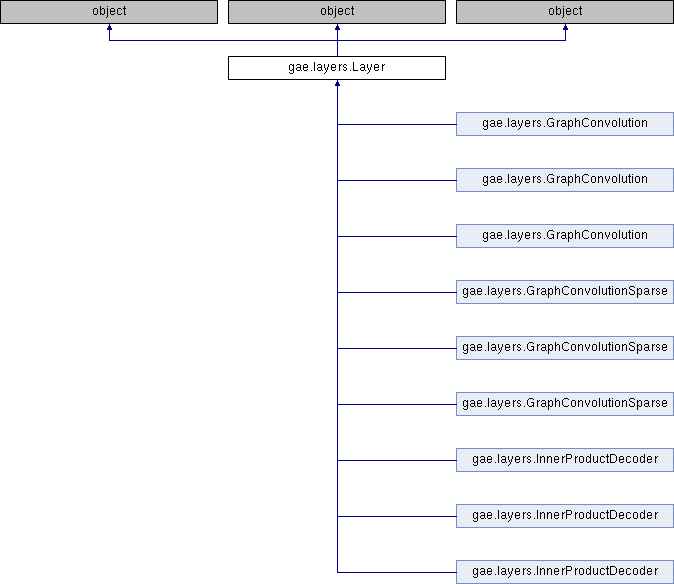 object
object
object
gae.layers.Layer
gae.layers.GraphConvolution
gae.layers.GraphConvolution
gae.layers.GraphConvolution
gae.layers.GraphConvolutionSparse
gae.layers.GraphConvolutionSparse
gae.layers.GraphConvolutionSparse
gae.layers.InnerProductDecoder
gae.layers.InnerProductDecoder
gae.layers.InnerProductDecoder